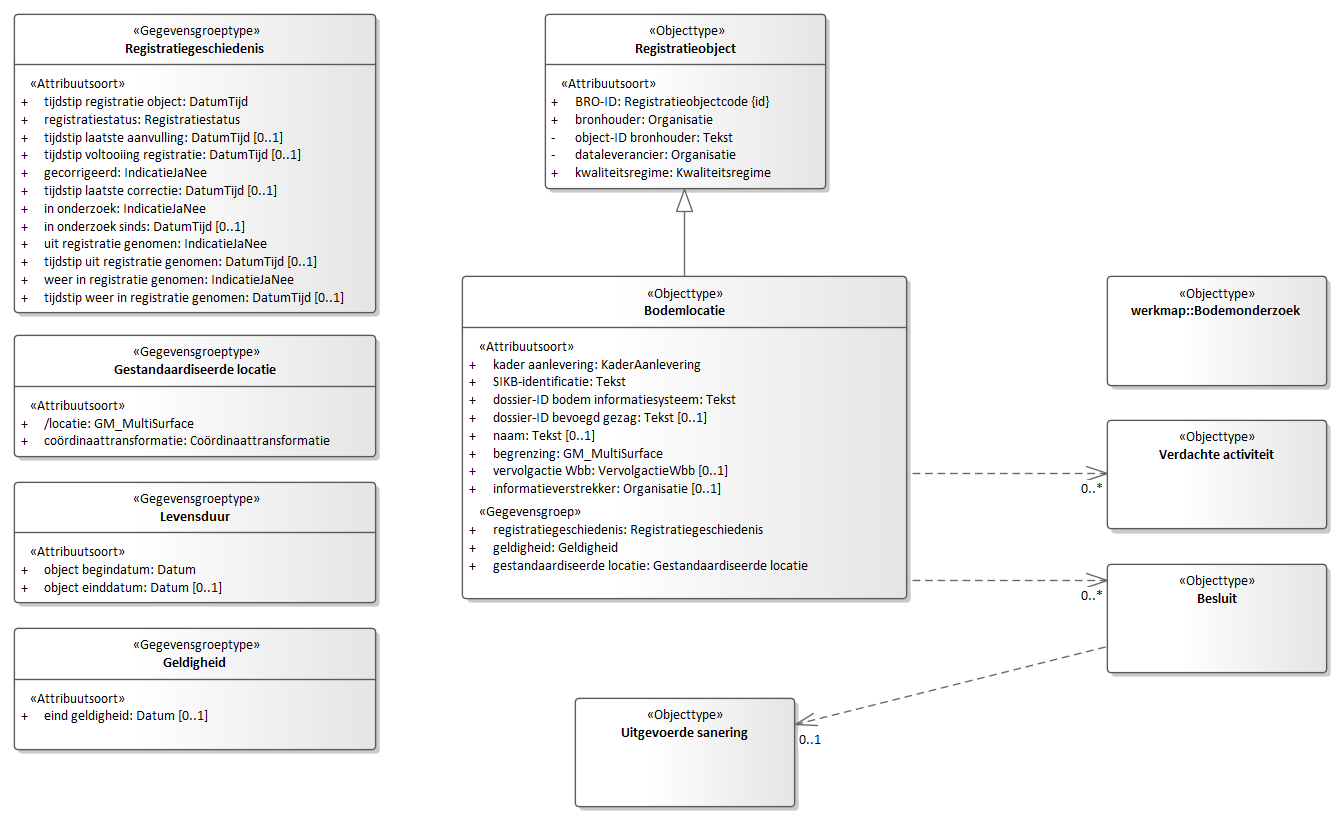 «Gegevensgroeptype»
Registratiegeschiedenis
«Attribuutsoort»
+ tijdstip registratie object: DatumTijd
+ registratiestatus: Registratiestatus
+ tijdstip laatste aanvulling: DatumTijd [0..1]
+ tijdstip voltooiing registratie: DatumTijd [0..1]
+ gecorrigeerd: IndicatieJaNee
+ tijdstip laatste correctie: DatumTijd [0..1]
+ in onderzoek: IndicatieJaNee
+ in onderzoek sinds: DatumTijd [0..1]
+ uit registratie genomen: IndicatieJaNee
+ tijdstip uit registratie genomen: DatumTijd [0..1]
+ weer in registratie genomen: IndicatieJaNee
+ tijdstip weer in registratie genomen: DatumTijd [0..1]
«Gegevensgroeptype»
Gestandaardiseerde locatie
«Attribuutsoort»
+ /locatie: GM_MultiSurface
+ coördinaattransformatie: Coördinaattransformatie
«Gegevensgroeptype»
Levensduur
«Attribuutsoort»
+ object begindatum: Datum
+ object einddatum: Datum [0..1]
«Gegevensgroeptype»
Geldigheid
«Attribuutsoort»
+ eind geldigheid: Datum [0..1]
«Objecttype»
Registratieobject
«Attribuutsoort»
+ BRO-ID: Registratieobjectcode {id}
+ bronhouder: Organisatie
- object-ID bronhouder: Tekst
- dataleverancier: Organisatie
+ kwaliteitsregime: Kwaliteitsregime
«Objecttype»
Bodemlocatie
«Attribuutsoort»
+ kader aanlevering: KaderAanlevering
+ SIKB-identificatie: Tekst
+ dossier-ID bodem informatiesysteem: Tekst
+ dossier-ID bevoegd gezag: Tekst [0..1]
+ naam: Tekst [0..1]
+ begrenzing: GM_MultiSurface
+ vervolgactie Wbb: VervolgactieWbb [0..1]
+ informatieverstrekker: Organisatie [0..1]
«Gegevensgroep»
+ registratiegeschiedenis: Registratiegeschiedenis
+ geldigheid: Geldigheid
+ gestandaardiseerde locatie: Gestandaardiseerde locatie
«Objecttype»
werkmap::Bodemonderzoek
«Objecttype»
Verdachte activiteit
0..*
«Objecttype»
Besluit
0..*
«Objecttype»
Uitgevoerde sanering
0..1